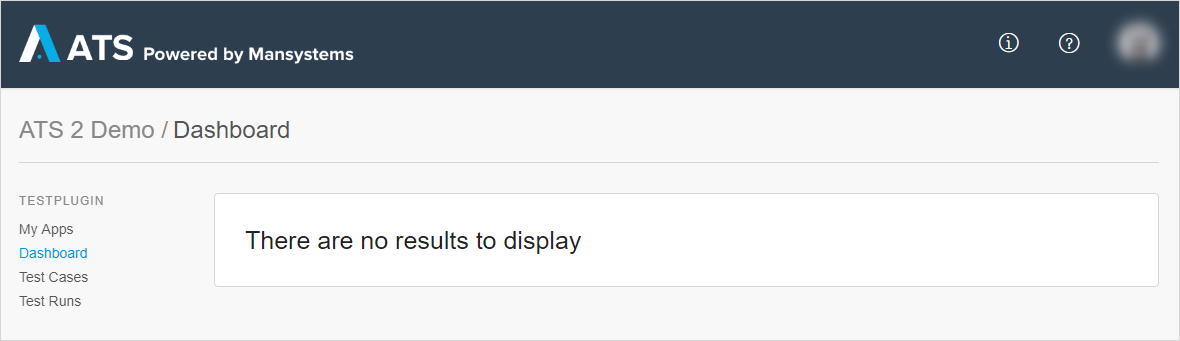 ATS Powered by Mansystems
ATS 2 Demo / Dashboard
TESTPLUGIN
My Apps
Dashboard
Test Cases
Test Runs
There are no results to display